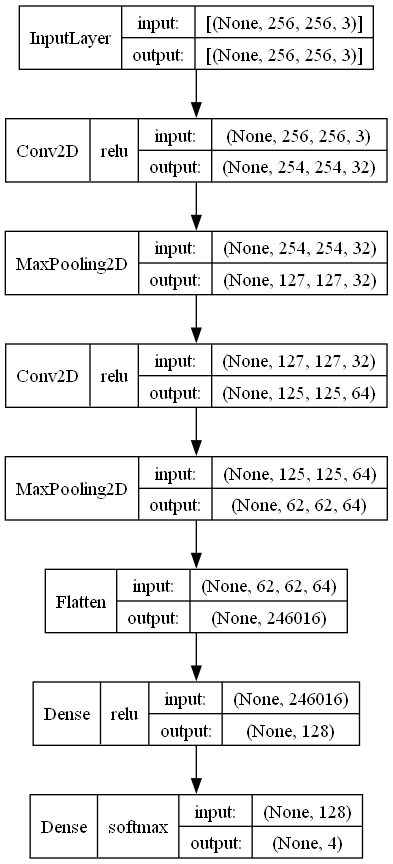 InputLayer input: [(None, 256, 256, 3)]
output: [(None, 256, 256, 3)]
Conv2D relu input: (None, 256, 256, 3)
output: (None, 254, 254, 32)
MaxPooling2D input: (None, 254, 254, 32)
output: (None, 127, 127, 32)
Conv2D relu input: (None, 127, 127, 32)
output: (None, 125, 125, 64)
MaxPooling2D input: (None, 125, 125, 64)
output: (None, 62, 62, 64)
Flatten input: (None, 62, 62, 64)
output: (None, 246016)
Dense relu input: (None, 246016)
output: (None, 128)
Dense softmax input: (None, 128)
output: (None, 4)